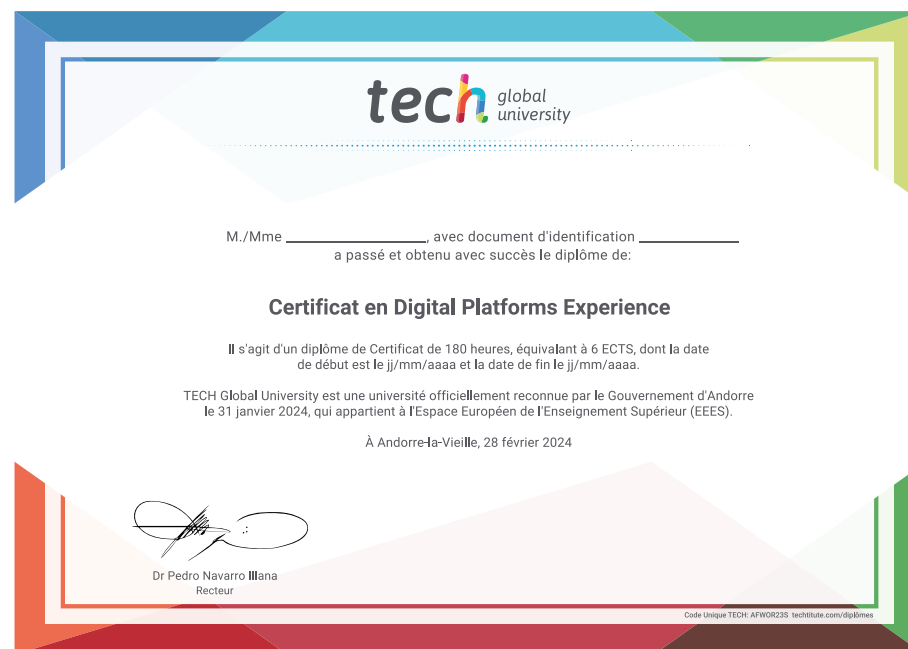 tech global
university
M./Mme ____________, avec document d'identification ____________
a passé et obtenu avec succès le diplôme de:
Certificat en Digital Platforms Experience
Il s'agit d'un diplôme de Certificat de 180 heures, équivalant à 6 ECTS, dont la date
de début est le jj/mm/aaaa et la date de fin le jj/mm/aaaa.
TECH Global University est une université officiellement reconnue par le Gouvernement d'Andorre
le 31 janvier 2024, qui appartient à l'Espace Européen de l'Enseignement Supérieur (EEES).
À Andorre-la-Vieille, 28 février 2024
Dr Pedro Navarro Illana
Recteur
Code Unique TECH: AFWOR23S techtitute.com/diplômes